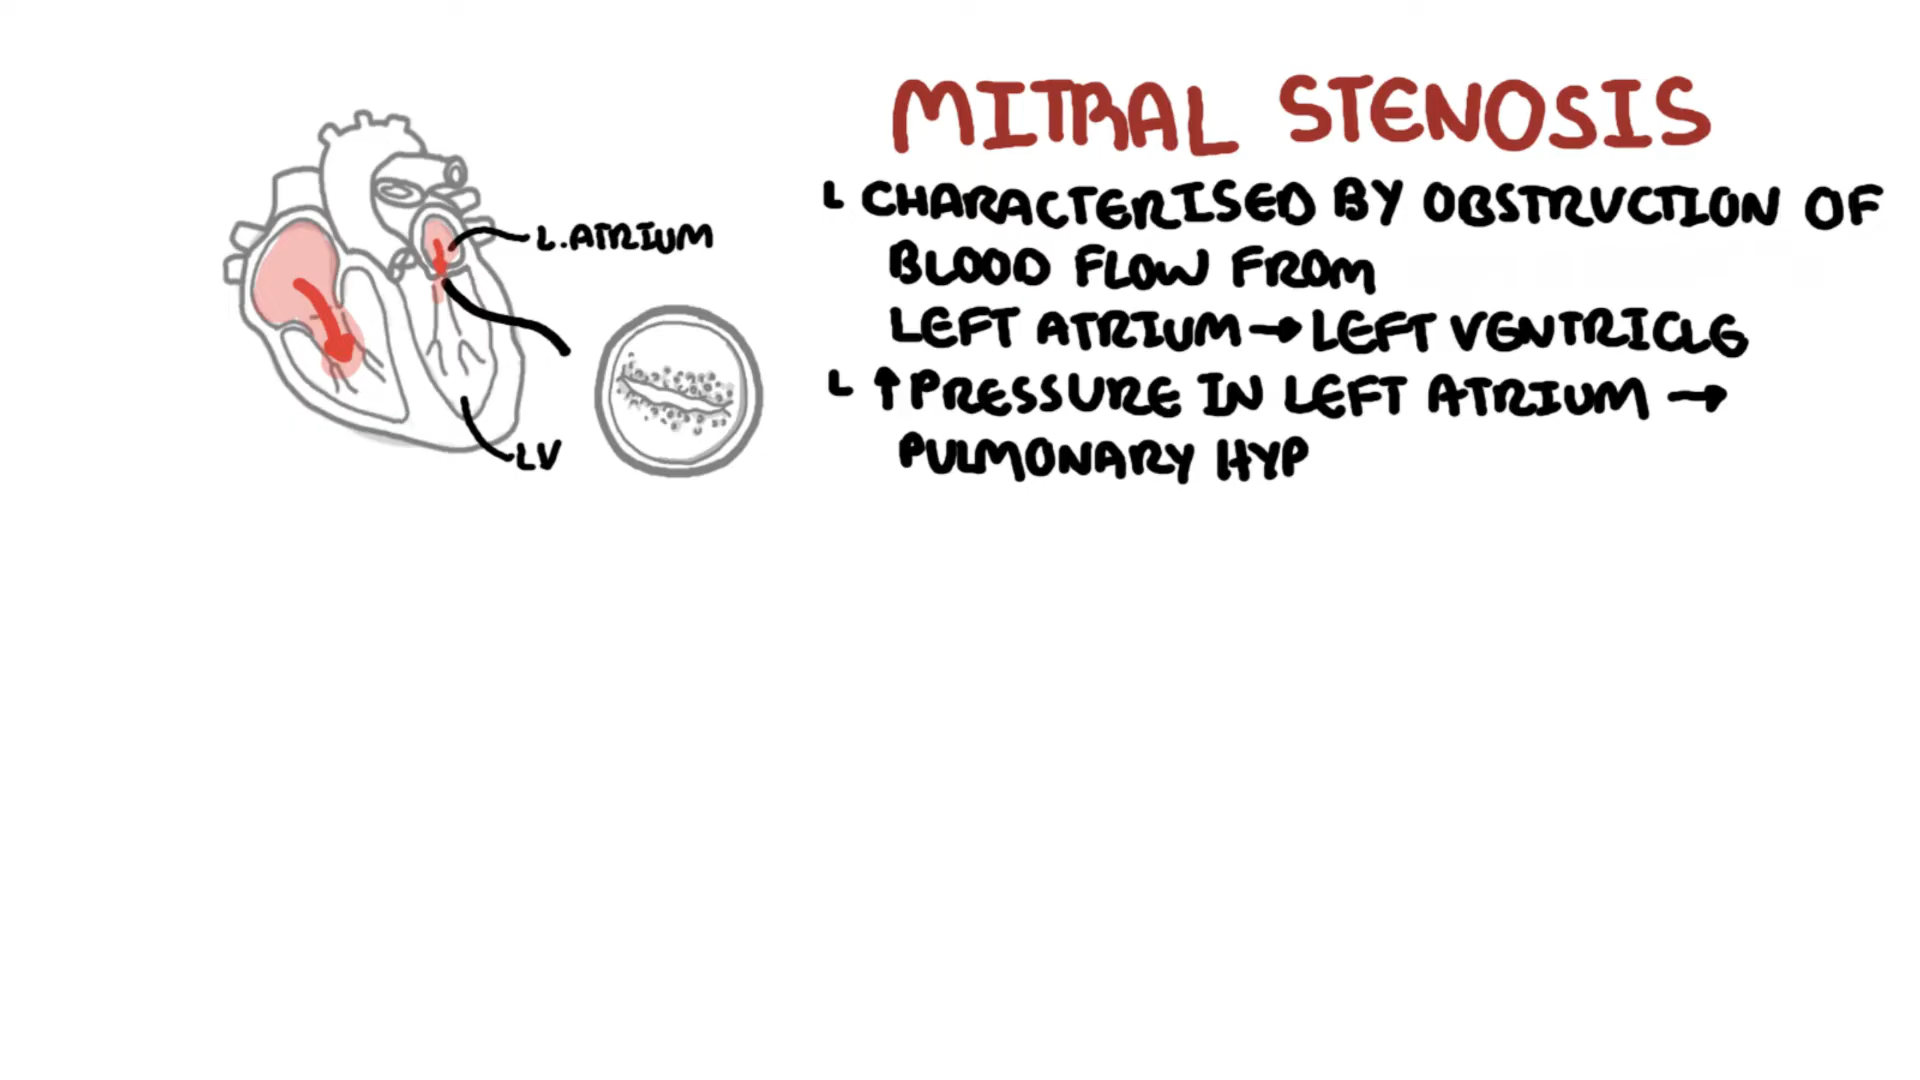 MITRAL STENOSIS
L. ATRIUM
LV
└ CHARACTERISED BY OBSTRUCTION OF
BLOOD FLOW FROM
LEFT ATRIUM → LEFT VENTRICLE
└ ↑ PRESSURE IN LEFT ATRIUM →
PULMONARY HYP